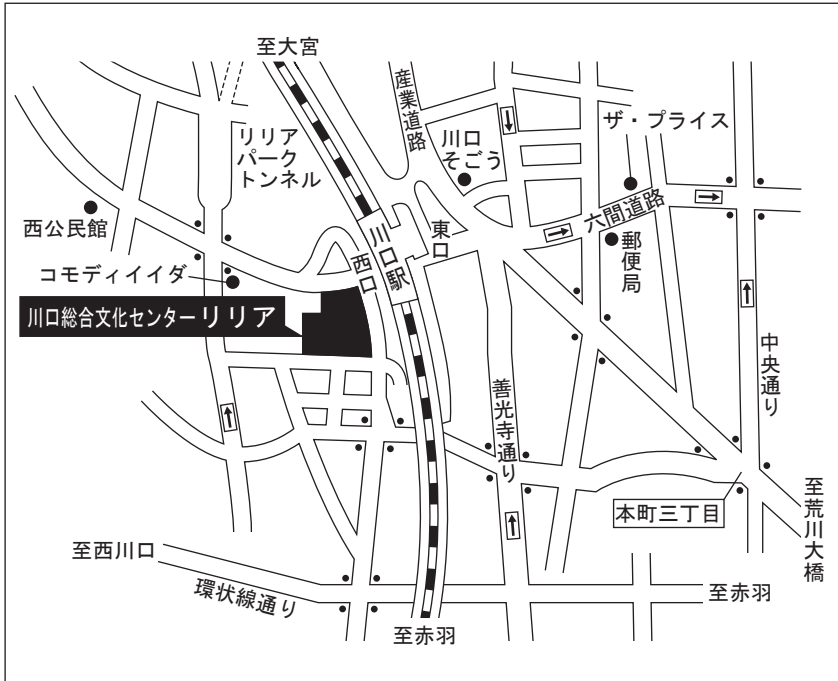 至大宮
産業道路
川口
そごう
ザ・プライス
リリア
パーク
トンネル
西公民館
六間道路
東口
川口駅
西口
郵便局
コモディイイダ
川口総合文化センターリリア
中央通り
善光寺通り
本町三丁目
至荒川大橋
至西川口
環状線通り
至赤羽
至赤羽